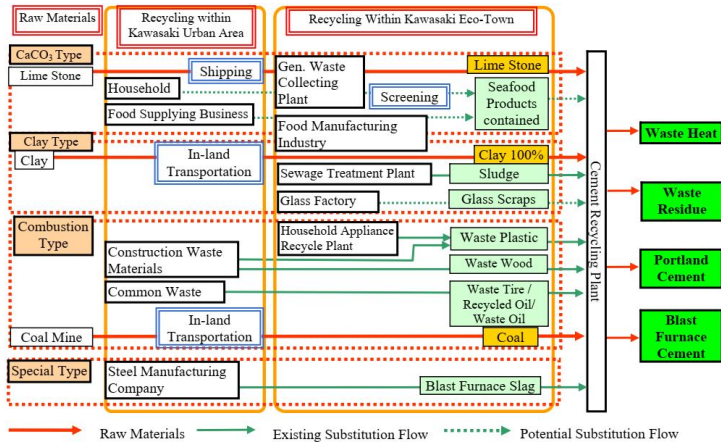 Raw Materials
Recycling within
Kawasaki Urban Area
Recycling Within Kawasaki Eco-Town
CaCO3 Type
Lime Stone
Shipping
Gen. Waste
Collecting
Plant
Lime Stone
Household
Screening
Seafood
Products
contained
Food Supplying Business
Food Manufacturing
Industry
Clay Type
Clay
In-land
Transportation
Clay 100%
Sewage Treatment Plant
Sludge
Glass Factory
Glass Scraps
Combustion
Type
Household Appliance
Recycle Plant
Waste Plastic
Construction Waste
Materials
Waste Wood
Common Waste
Waste Tire /
Recycled Oil/
Waste Oil
Coal Mine
In-land
Transportation
Coal
Special Type
Steel Manufacturing
Company
Blast Furnace Slag
Cement Recycling Plant
Waste Heat
Waste
Residue
Portland
Cement
Blast
Furnace
Cement
Raw Materials
Existing Substitution Flow
Potential Substitution Flow